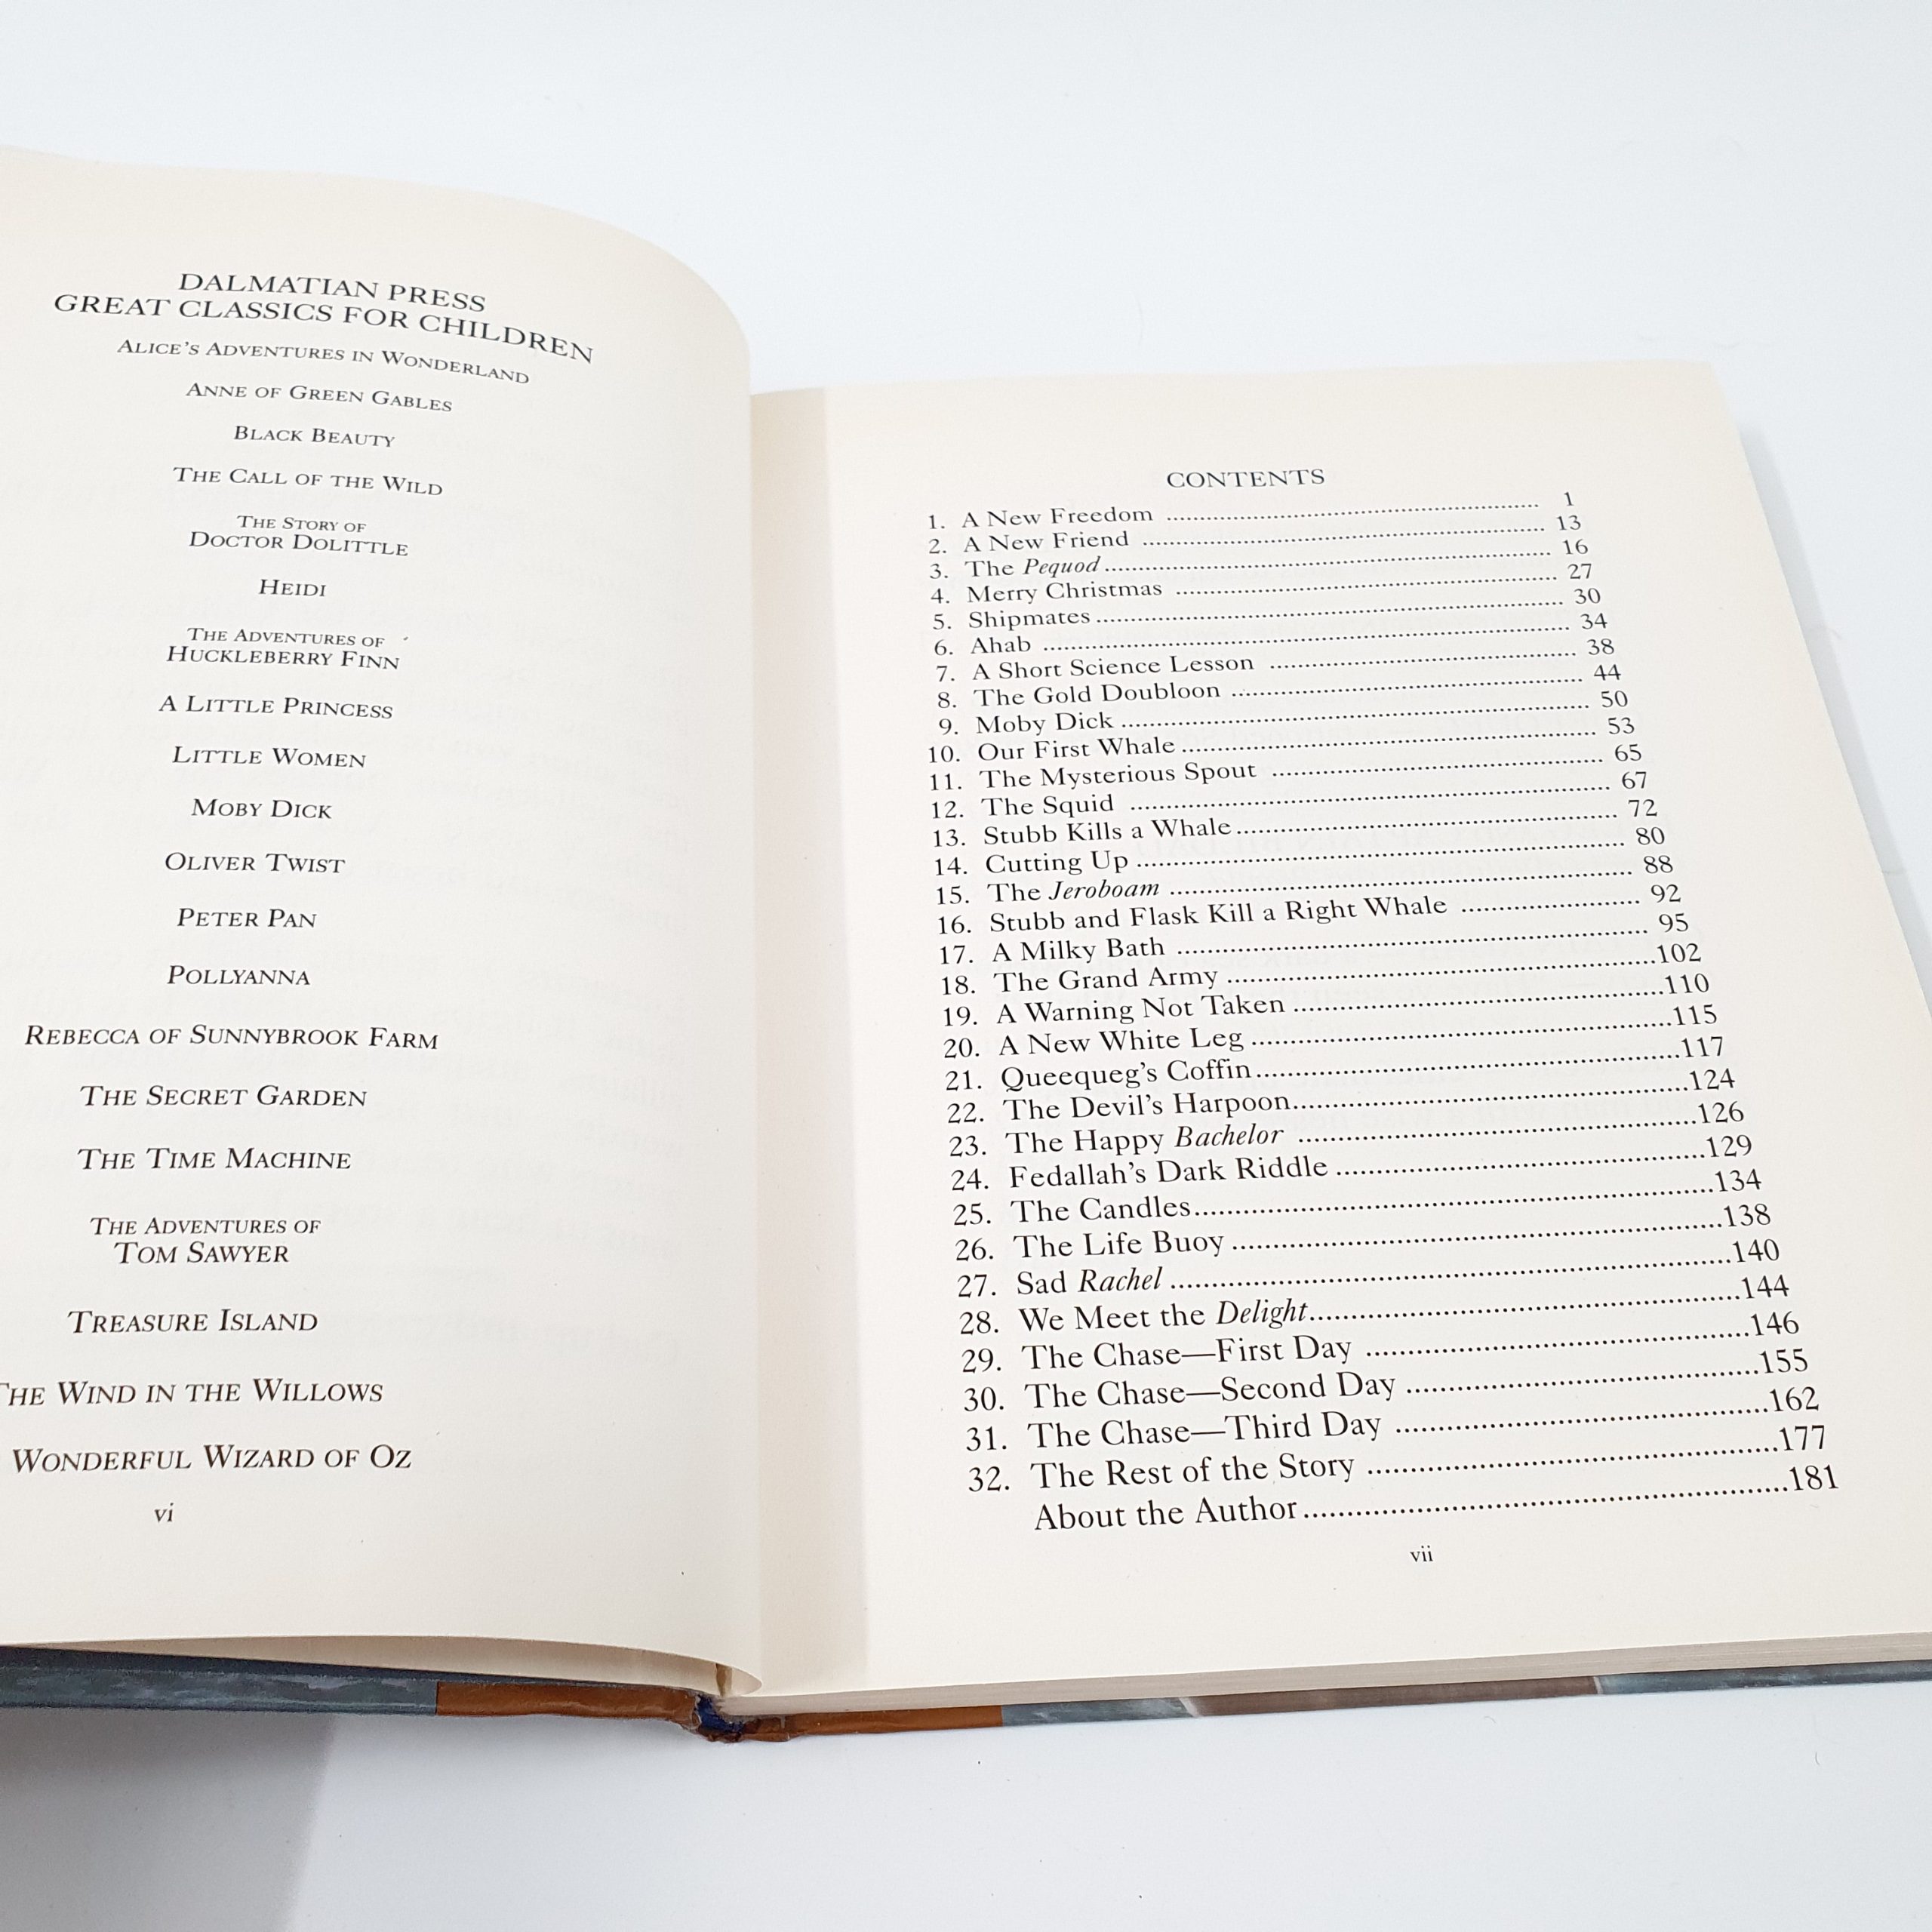 DALMATIAN PRESS
GREAT CLASSICS FOR CHILDREN
ALICE'S ADVENTURES IN WONDERLAND
ANNE OF GREEN GABLES
BLACK BEAUTY
THE CALL OF THE WILD
THE STORY OF
DOCTOR DOLITTLE
HEIDI
THE ADVENTURES OF
HUCKLEBERRY FINN
A LITTLE PRINCESS
LITTLE WOMEN
MOBY DICK
OLIVER TWIST
PETER PAN
POLLYANNA
REBECCA OF SUNNYBROOK FARM
THE SECRET GARDEN
THE TIME MACHINE
THE ADVENTURES OF
TOM SAWYER
TREASURE ISLAND
THE WIND IN THE WILLOWS
WONDERFUL WIZARD OF OZ
vi
CONTENTS
1. A New Freedom ... 1
2. A New Friend ... 13
3. The Pequod ... 16
4. Merry Christmas ... 27
5. Shipmates ... 30
6. Ahab ... 34
7. A Short Science Lesson ... 38
8. The Gold Doubloon ... 44
9. Moby Dick ... 50
10. Our First Whale ... 53
11. The Mysterious Spout ... 65
12. The Squid ... 67
13. Stubb Kills a Whale ... 72
14. Cutting Up ... 80
15. The Jeroboam ... 88
16. Stubb and Flask Kill a Right Whale ... 92
17. A Milky Bath ... 95
18. The Grand Army ... 102
19. A Warning Not Taken ... 110
20. A New White Leg ... 115
21. Queequeg's Coffin ... 117
22. The Devil's Harpoon ... 124
23. The Happy Bachelor ... 126
24. Fedallah's Dark Riddle ... 129
25. The Candles ... 134
26. The Life Buoy ... 138
27. Sad Rachel ... 140
28. We Meet the Delight ... 144
29. The Chase—First Day ... 146
30. The Chase—Second Day ... 155
31. The Chase—Third Day ... 162
32. The Rest of the Story ... 177
About the Author ... 181
vii